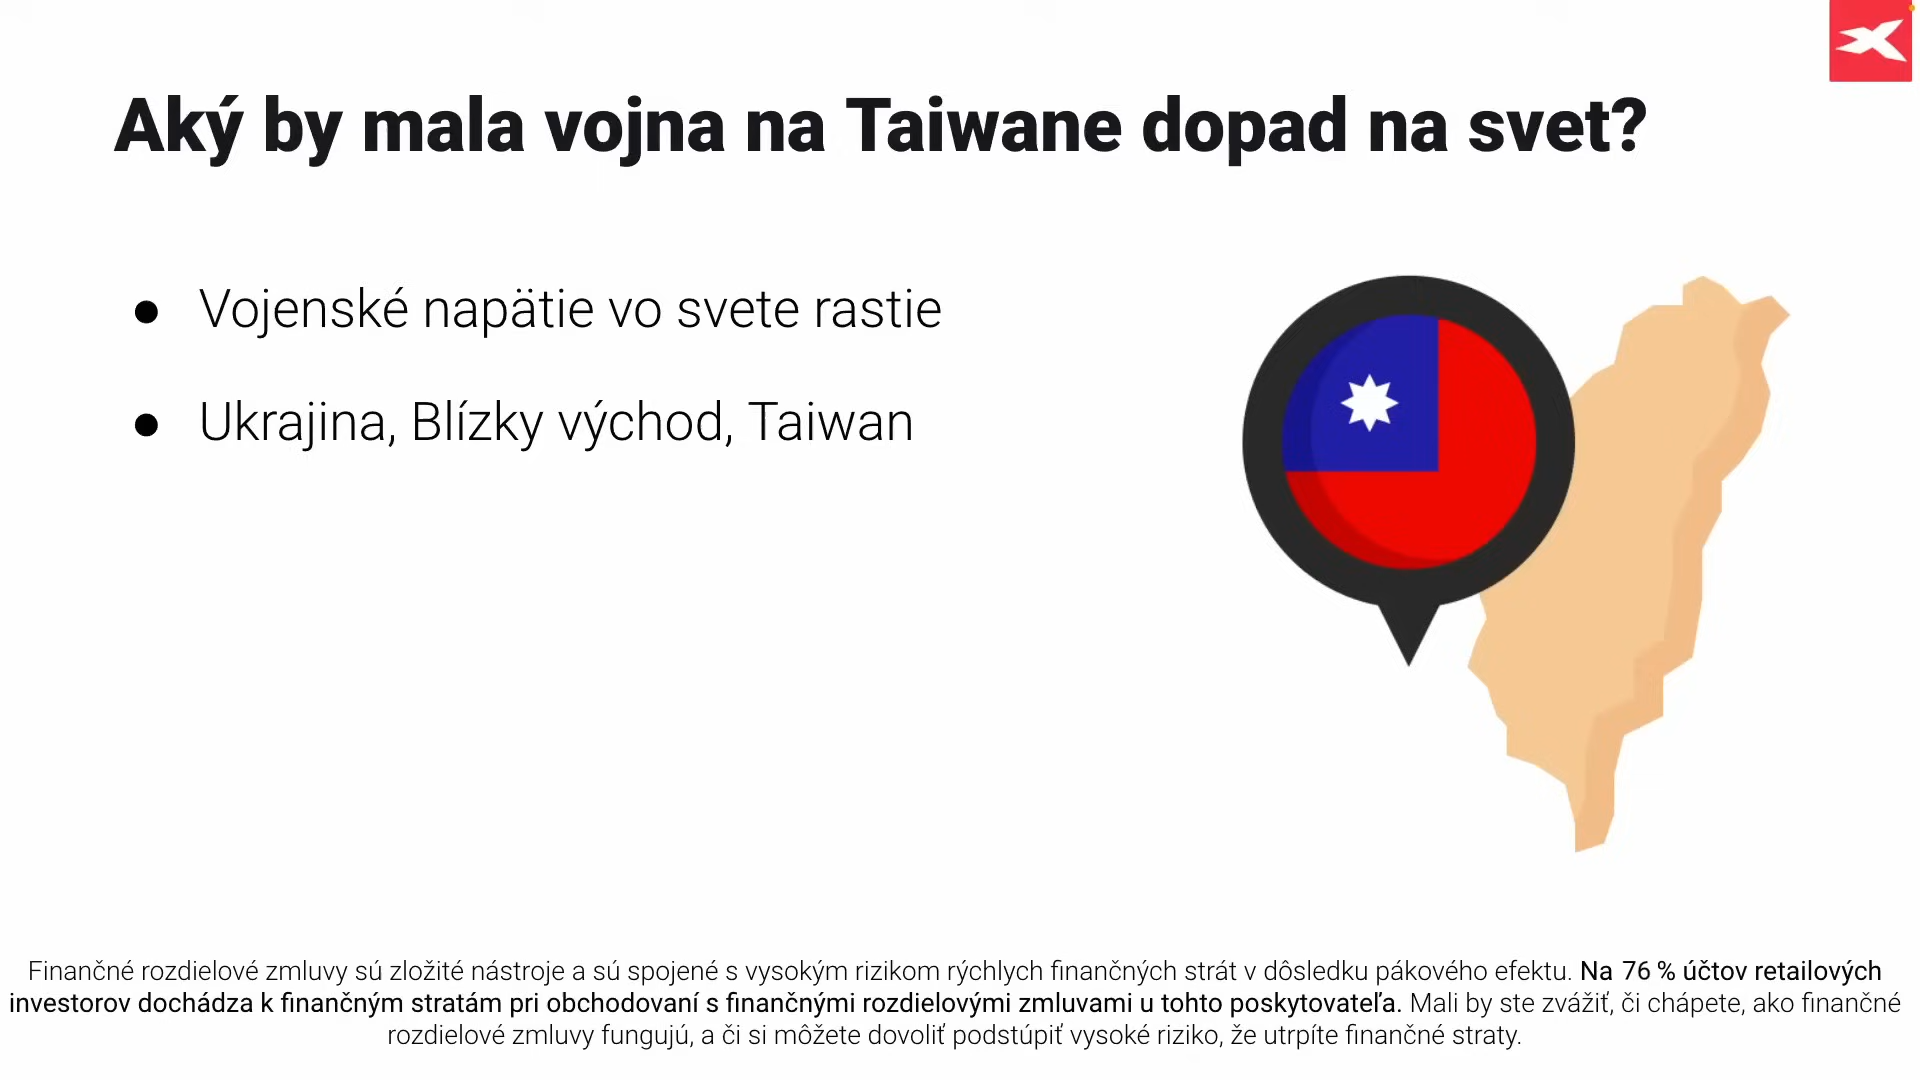 Aký by mala vojna na Taiwane dopad na svet?
● Vojenské napätie vo svete rastie
● Ukrajina, Blízky východ, Taiwan
Finančné rozdielové zmluvy sú zložité nástroje a sú spojené s vysokým rizikom rýchlych finančných strát v dôsledku pákového efektu. Na 76 % účtov retailových
investorov dochádza k finančným stratám pri obchodovaní s finančnými rozdielovými zmluvami u tohto poskytovateľa. Mali by ste zvážiť, či chápete, ako finančné
rozdielové zmluvy fungujú, a či si môžete dovoliť podstúpiť vysoké riziko, že utrpíte finančné straty.